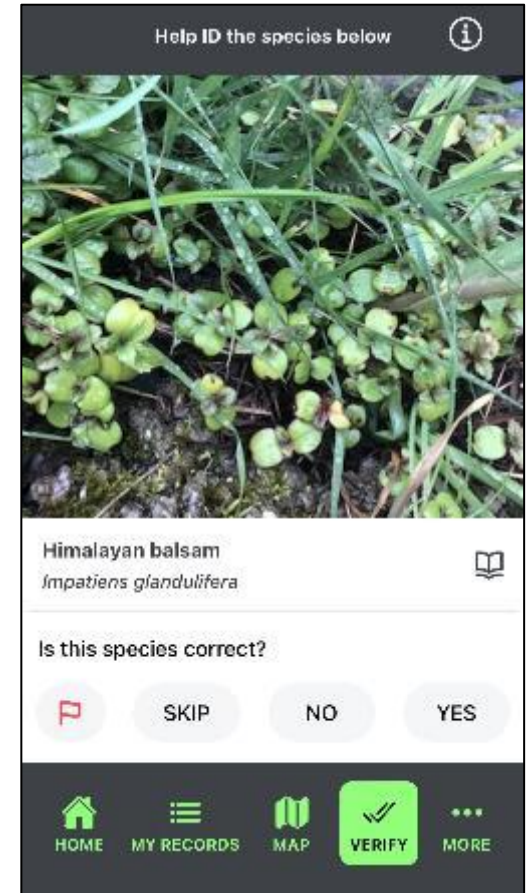 Help ID the species below
Himalayan balsam
Impatiens glandulifera
Is this species correct?
SKIP NO YES
HOME MY RECORDS MAP VERIFY MORE